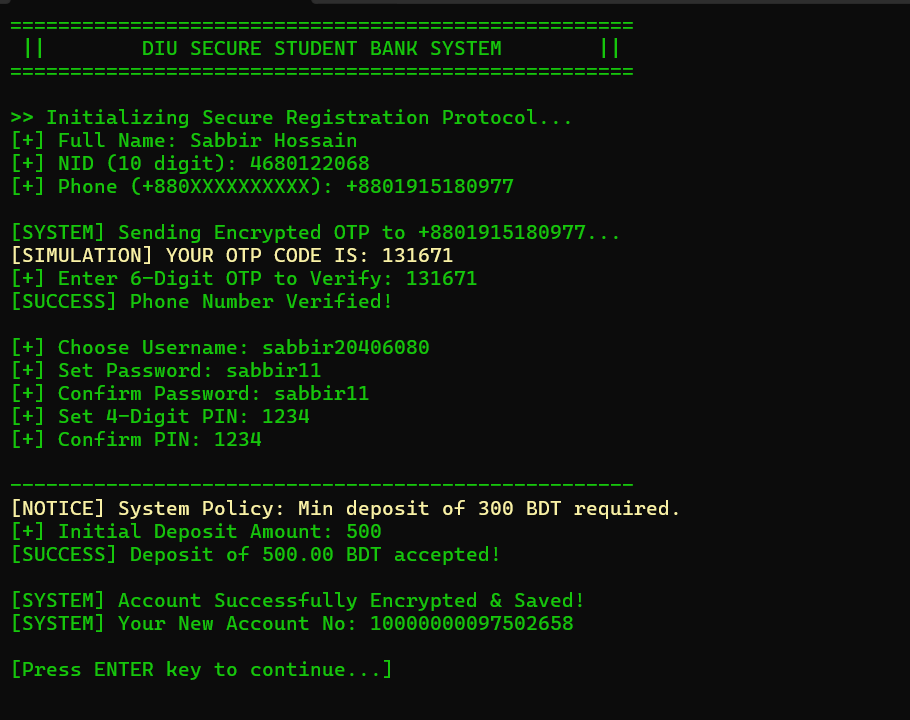 ====================================================
||        DIU SECURE STUDENT BANK SYSTEM        ||
====================================================
>> Initializing Secure Registration Protocol...
[+] Full Name: Sabbir Hossain
[+] NID (10 digit): 4680122068
[+] Phone (+880XXXXXXXXXX): +8801915180977
[SYSTEM] Sending Encrypted OTP to +8801915180977...
[SIMULATION] YOUR OTP CODE IS: 131671
[+] Enter 6-Digit OTP to Verify: 131671
[SUCCESS] Phone Number Verified!
[+] Choose Username: sabbir20406080
[+] Set Password: sabbir11
[+] Confirm Password: sabbir11
[+] Set 4-Digit PIN: 1234
[+] Confirm PIN: 1234
----------------------------------------------------
[NOTICE] System Policy: Min deposit of 300 BDT required.
[+] Initial Deposit Amount: 500
[SUCCESS] Deposit of 500.00 BDT accepted!
[SYSTEM] Account Successfully Encrypted & Saved!
[SYSTEM] Your New Account No: 10000000097502658
[Press ENTER key to continue...]